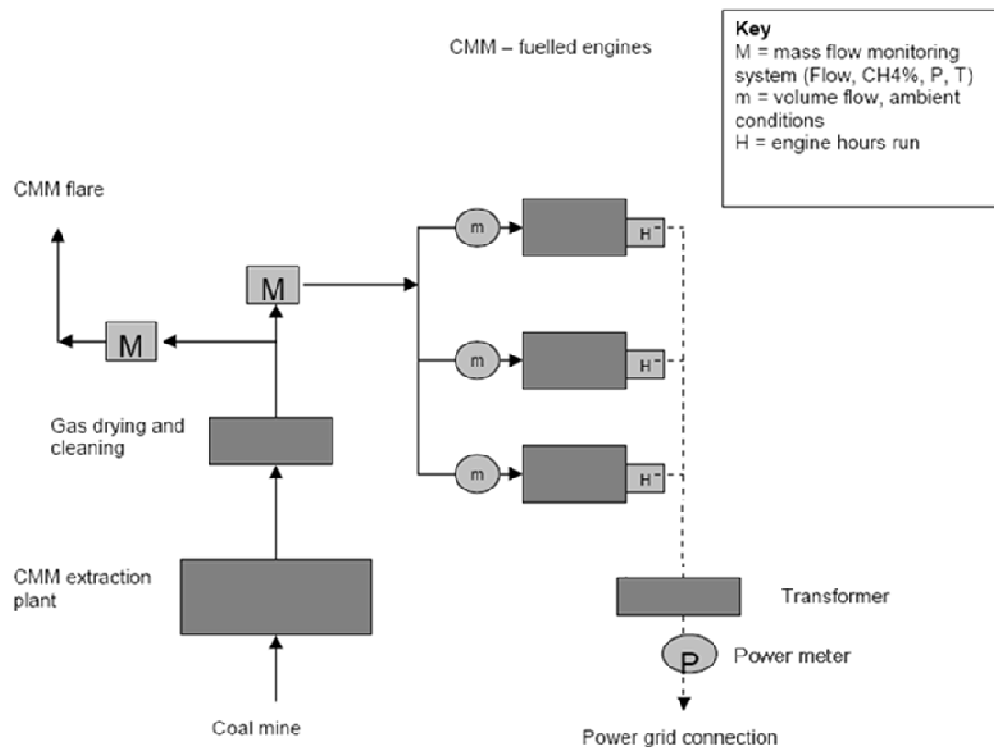 CMM – fuelled engines
Key
M = mass flow monitoring
system (Flow, CH4%, P, T)
m = volume flow, ambient
conditions
H = engine hours run
CMM flare
m
H
M
M
m
H
Gas drying and
cleaning
m
H
CMM extraction
plant
Transformer
P
Power meter
Coal mine
Power grid connection